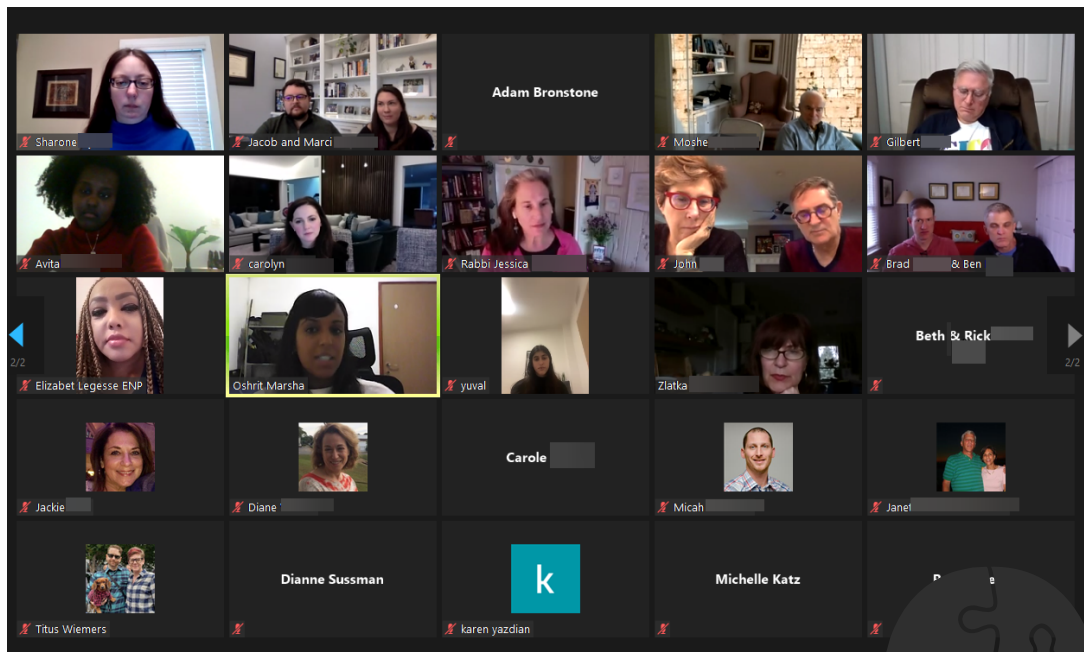 Adam Bronstone
Sharone
Jacob and Marci
Moshe
Gilbert
Avita
carolyn
Rabbi Jessica
John
Brad & Ben
Beth & Rick
2/2
2/2
Elizabet Legesse ENP
Oshrit Marsha
yuval
Zlatka
Carole
Jackie
Diane
Micah
Janet
Dianne Sussman
k
Michelle Katz
Titus Wiemers
karen yazdian